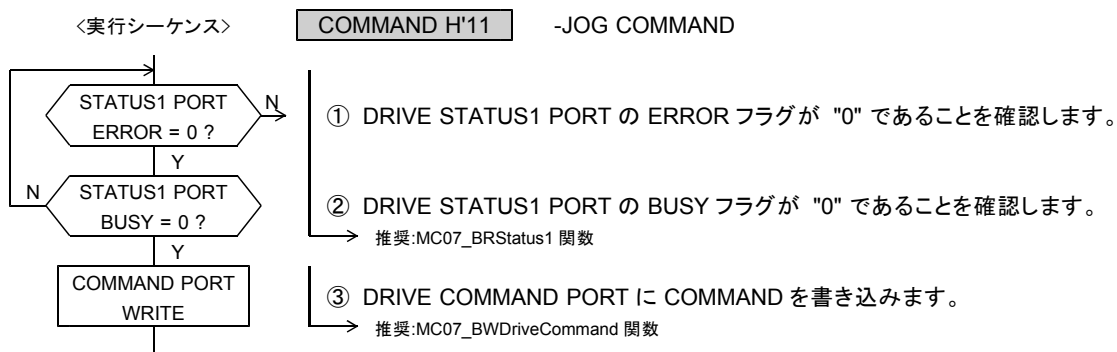 〈実行シーケンス〉 COMMAND H'11 -JOG COMMAND
STATUS1 PORT
ERROR = 0 ?
N
① DRIVE STATUS1 PORT の ERROR フラグが "0" であることを確認します。
Y
N
STATUS1 PORT
BUSY = 0 ?
② DRIVE STATUS1 PORT の BUSY フラグが "0" であることを確認します。
推奨:MC07_BRStatus1 関数
Y
COMMAND PORT
WRITE
③ DRIVE COMMAND PORT に COMMAND を書き込みます。
推奨:MC07_BWDriveCommand 関数